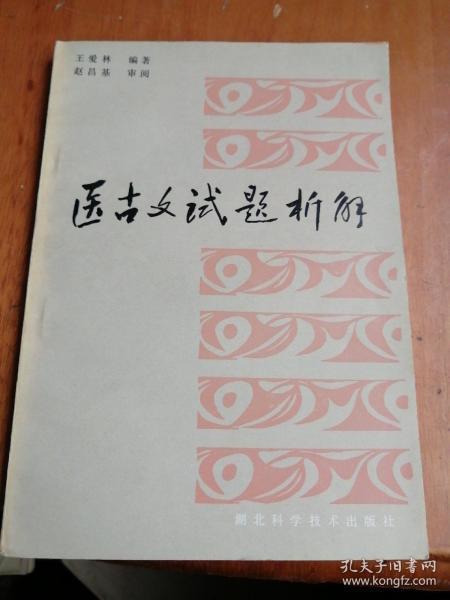 王爱林 编著
赵昌基 审阅
医古文试题析解
湖北科学技术出版社
孔夫子旧书网
www.kongfz.com